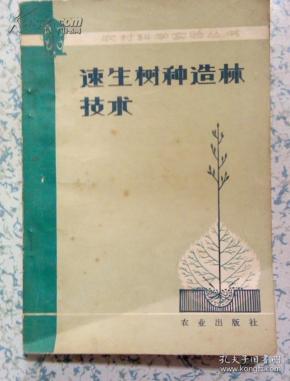 农村科学实验丛书
速生树种造林
技术
农业出版社
孔夫子旧书网